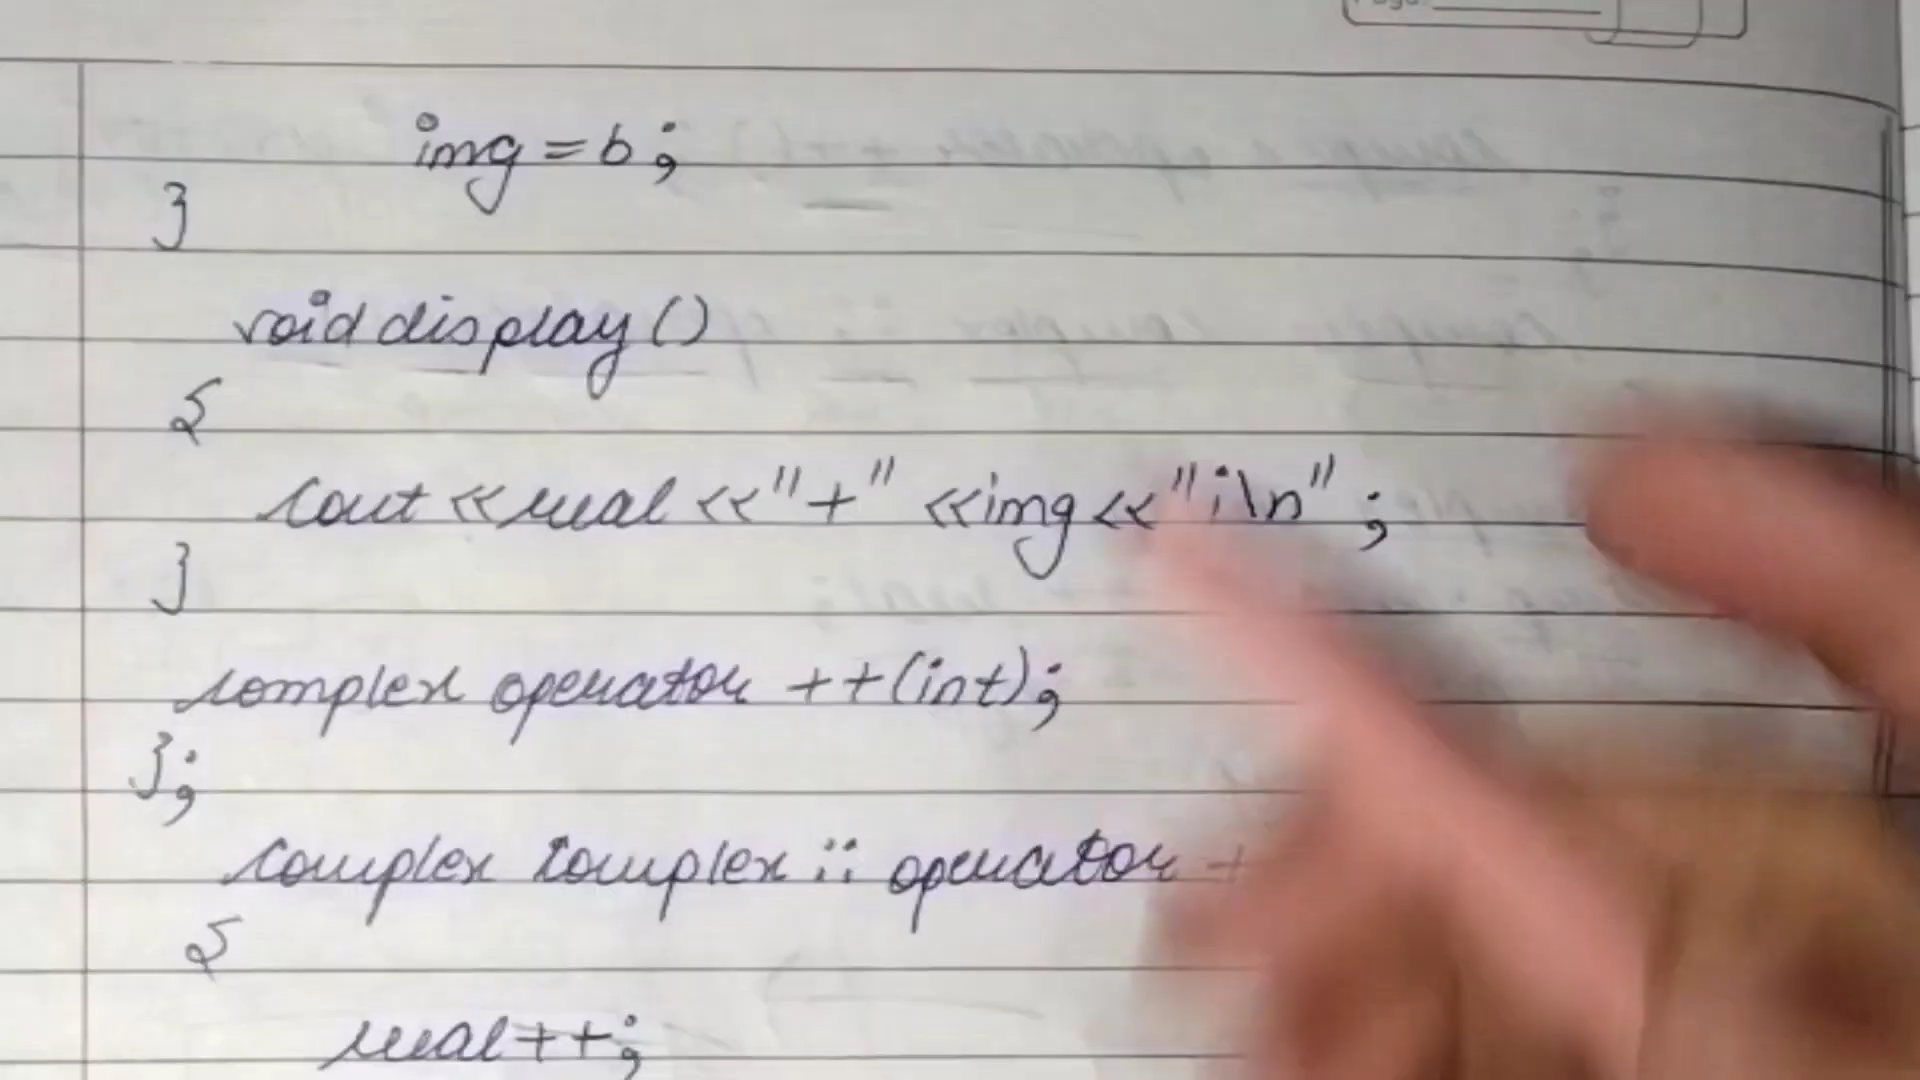 img = b;
}
void display()
{
cout << real << "+" << img << "i\n";
}
complex operator ++(int);
};
complex complex :: operator +
{
real++;